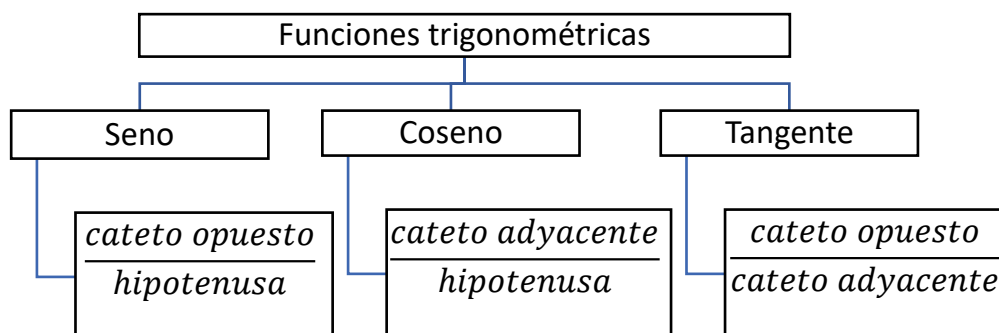 Funciones trigonométricas
Seno
Coseno
Tangente
cateto opuesto
hipotenusa
cateto adyacente
hipotenusa
cateto opuesto
cateto adyacente